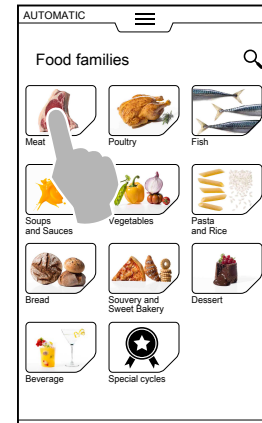 AUTOMATIC
Food families
Meat
Poultry
Fish
Soups
and Sauces
Vegetables
Pasta
and Rice
Bread
Souvery and
Sweet Bakery
Dessert
Beverage
Special cycles